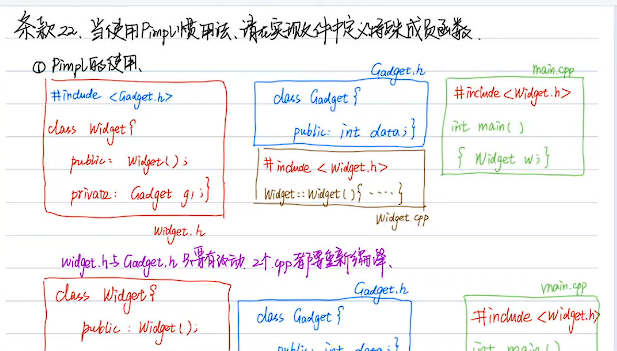 条款22、当使用Pimpl惯用法、请在实现文件中定义特殊成员函数.
① Pimpl的使用、
#include <Gadget.h>
class Widget{
public: Widget();
private: Gadget g1;}
Widget.h
Gadget.h
class Gadget{
public: int data;}
#include <Widget.h>
Widget::Widget(){ ···· }
Widget.cpp
main.cpp
#include <Widget.h>
int main()
{ Widget w;}
Widget.h与Gadget.h 只要有改动 2个.cpp都要重新编译、
class Widget{
public: Widget();
Gadget.h
class Gadget{
public: int data;}
main.cpp
#include <Widget.h>
int main()